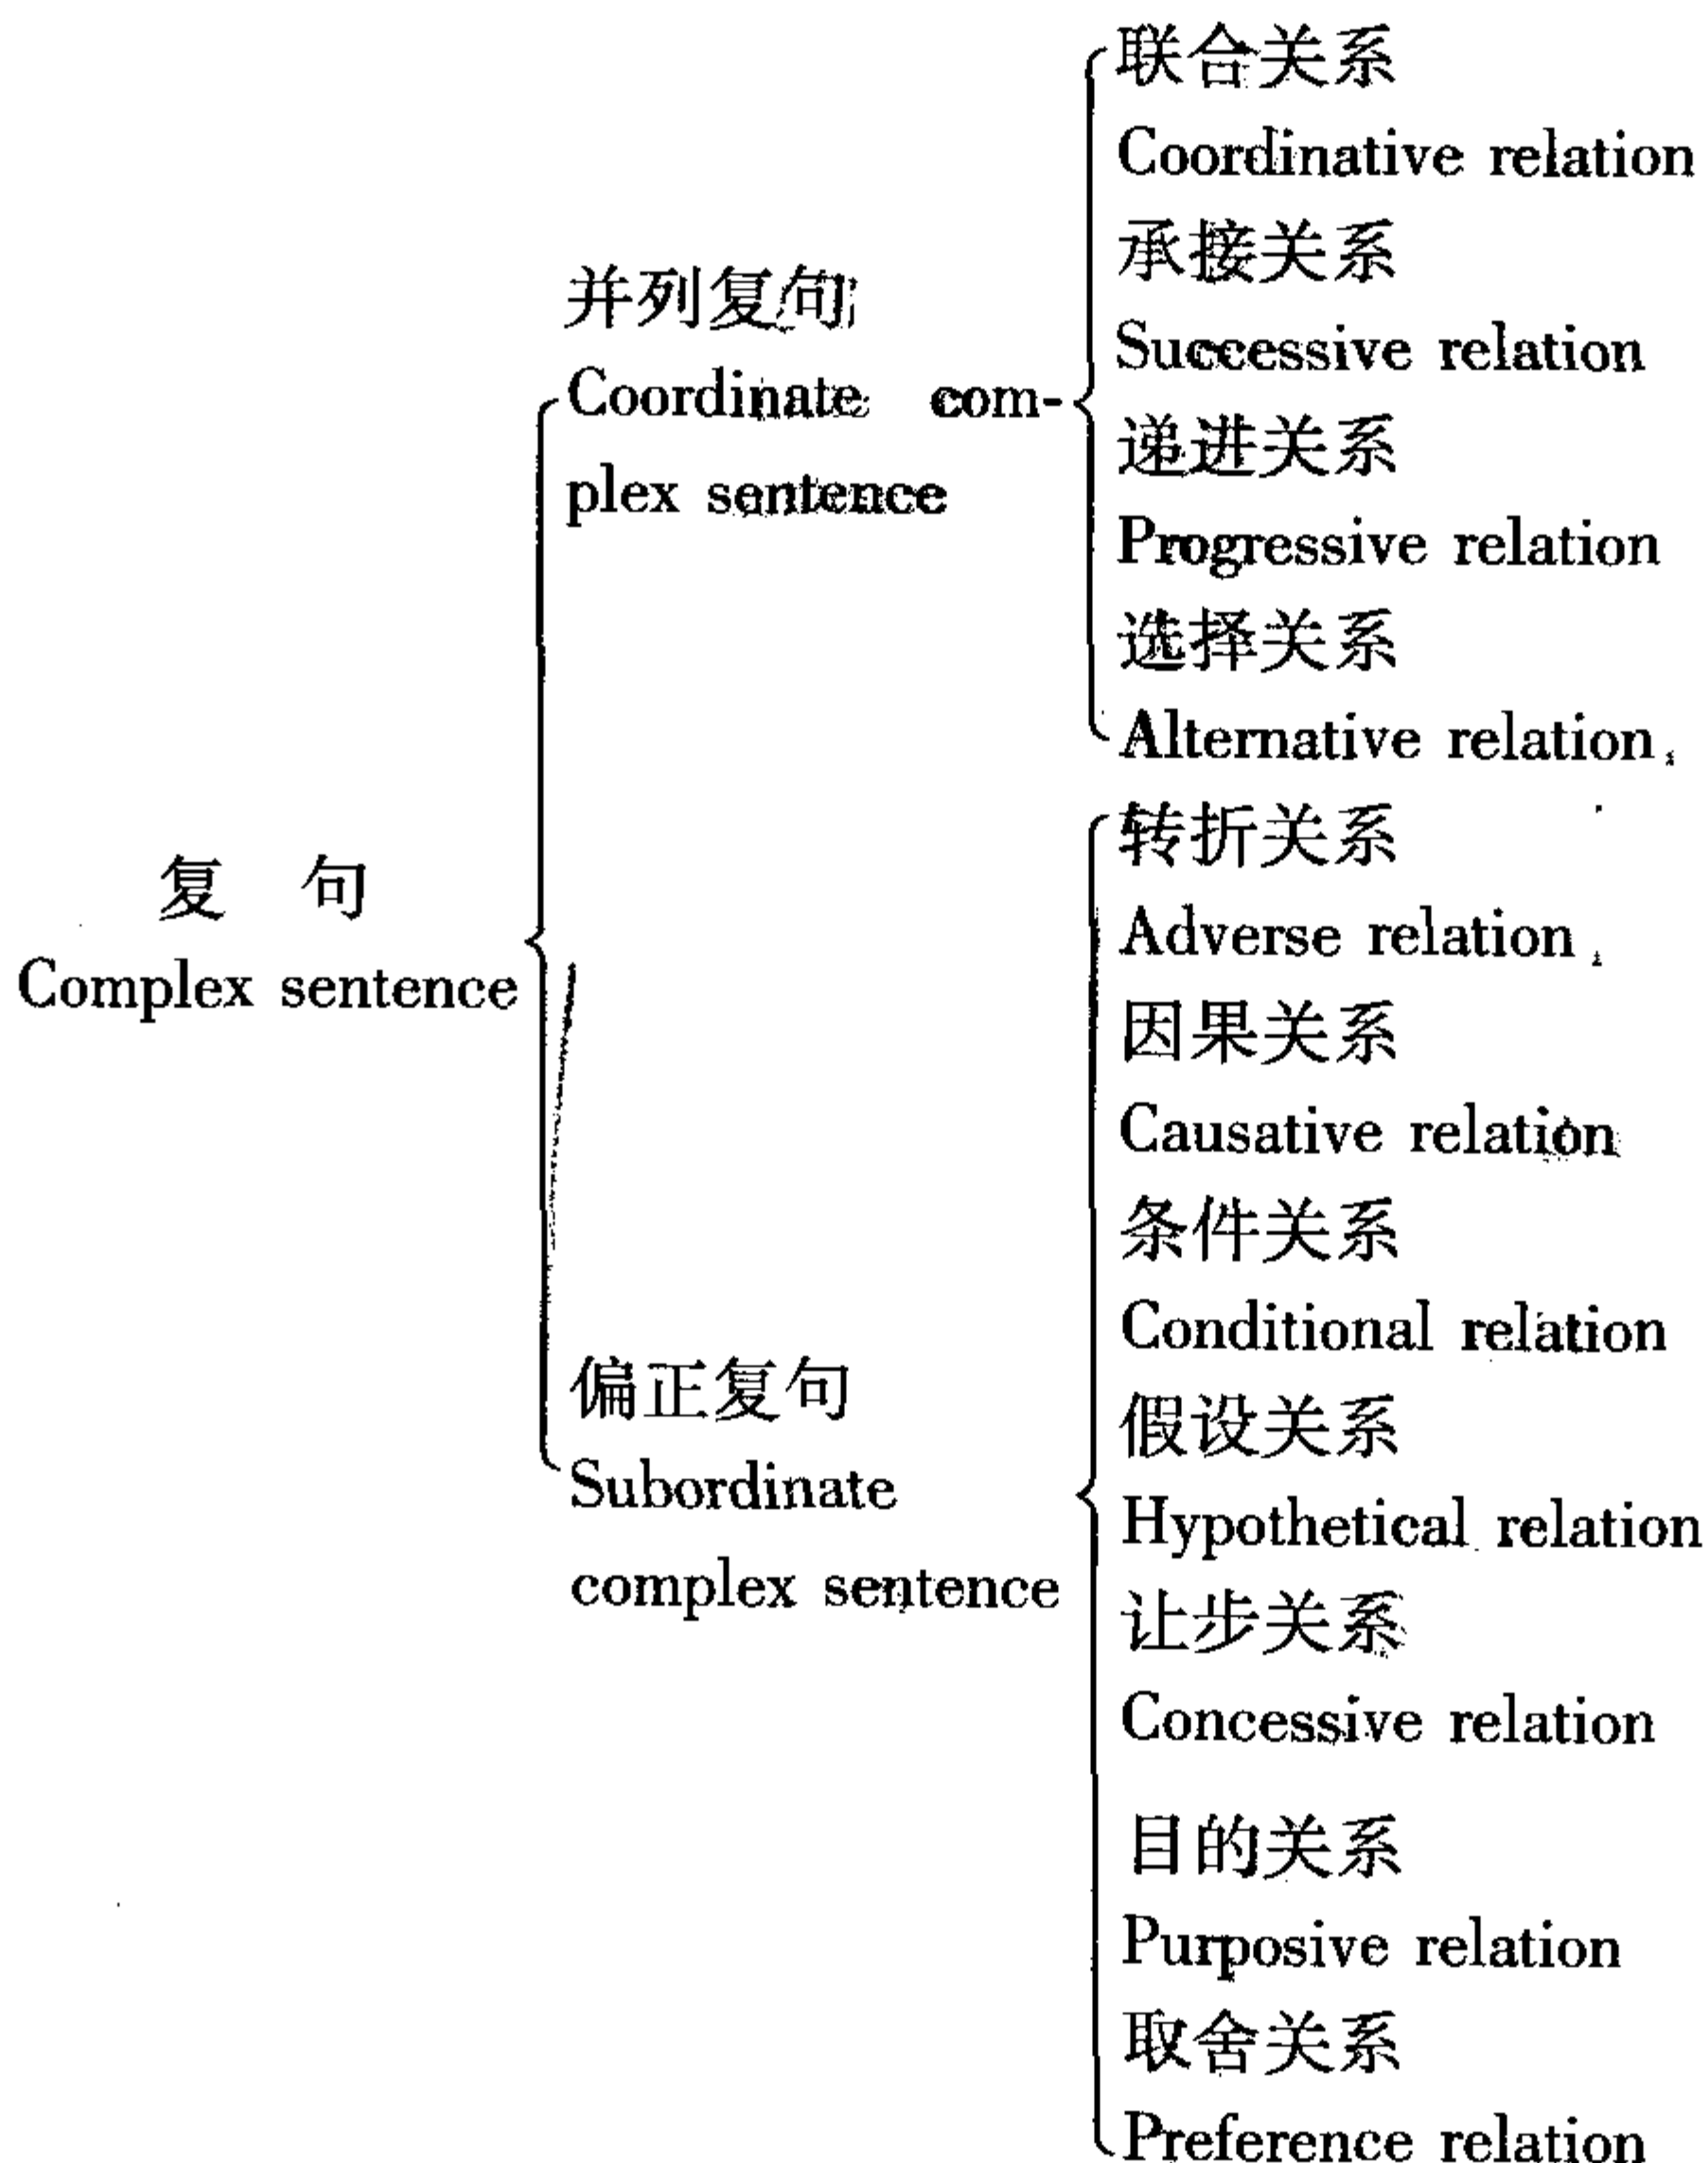 复 句
Complex sentence
并列复句
Coordinate com-
plex sentence
联合关系
Coordinative relation
承接关系
Successive relation
递进关系
Progressive relation
选择关系
Alternative relation
偏正复句
Subordinate
complex sentence
转折关系
Adverse relation
因果关系
Causative relation
条件关系
Conditional relation
假设关系
Hypothetical relation
让步关系
Concessive relation
目的关系
Purposive relation
取舍关系
Preference relation